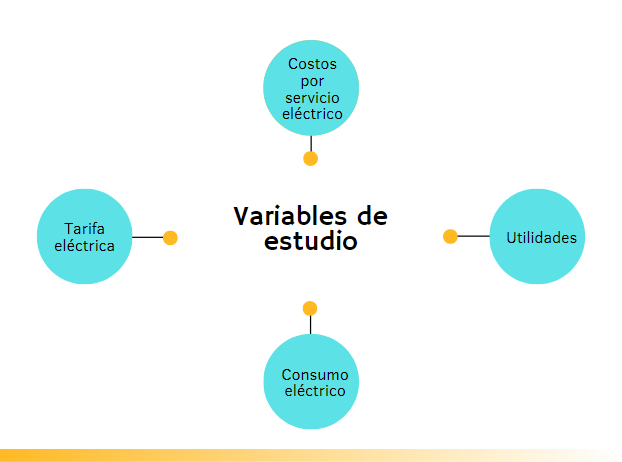 Costos
por
servicio
eléctrico
Variables de
estudio
Tarifa
eléctrica
Utilidades
Consumo
eléctrico